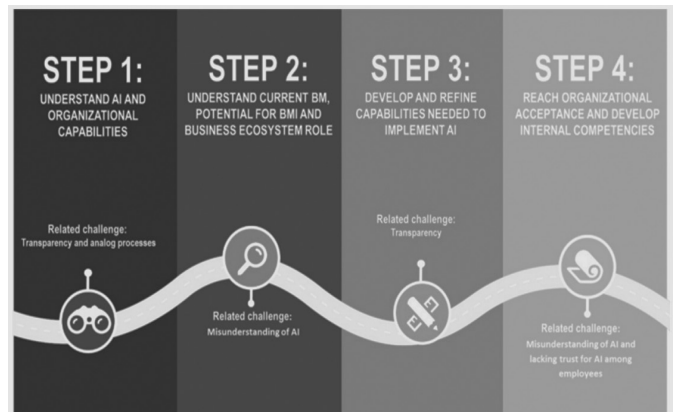 STEP 1:
UNDERSTAND AI AND
ORGANIZATIONAL
CAPABILITIES
Related challenge:
Transparency and analog processes
STEP 2:
UNDERSTAND CURRENT BM,
POTENTIAL FOR BMI AND
BUSINESS ECOSYSTEM ROLE
Related challenge:
Misunderstanding of AI
STEP 3:
DEVELOP AND REFINE
CAPABILITIES NEEDED TO
IMPLEMENT AI
Related challenge:
Transparency
STEP 4:
REACH ORGANIZATIONAL
ACCEPTANCE AND DEVELOP
INTERNAL COMPETENCIES
Related challenge:
Misunderstanding of AI and
lacking trust for AI among
employees